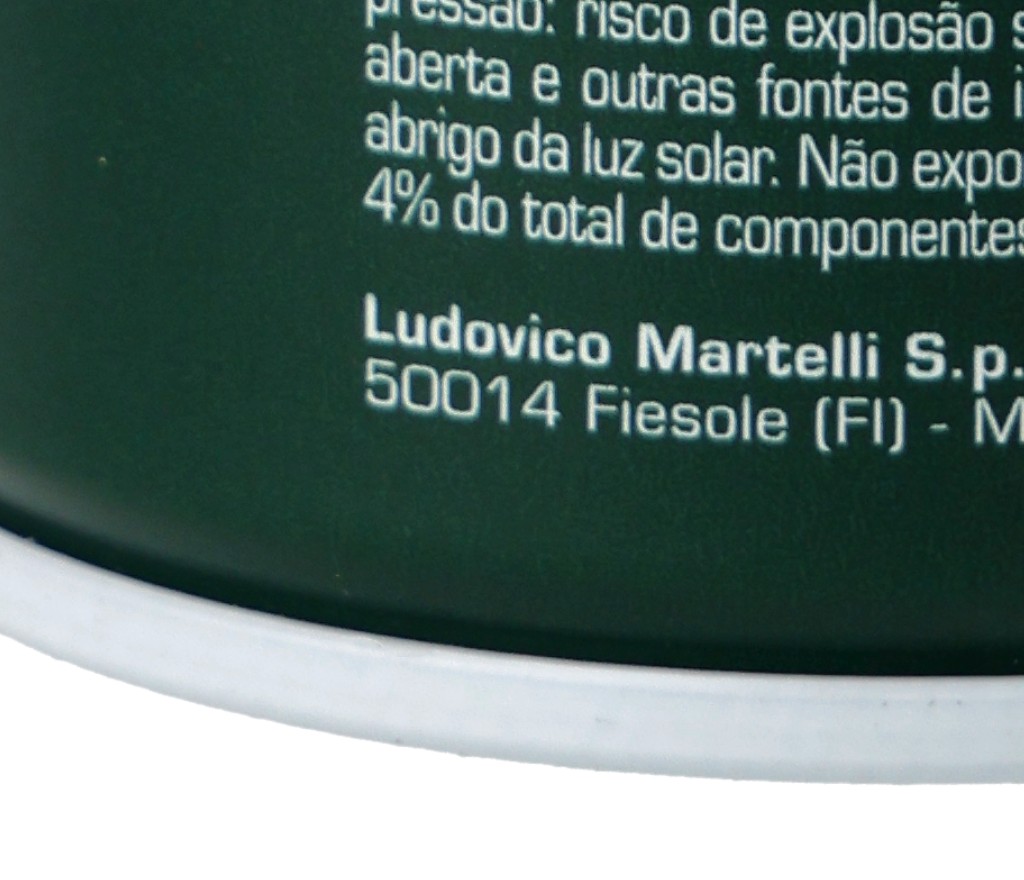 pressão: risco de explosão
aberta e outras fontes de
abrigo da luz solar. Não expo
4% do total de componentes
Ludovico Martelli S.p.
50014 Fiesole (FI) - M